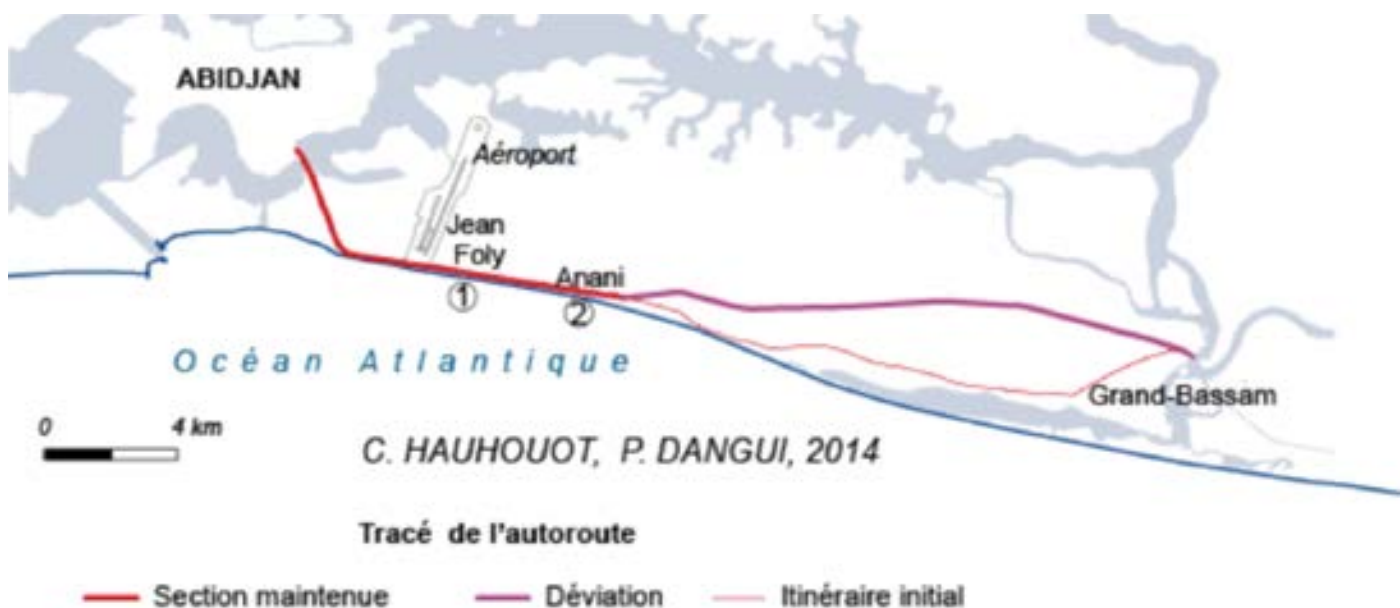 ABIDJAN
Aéroport
Jean
Foly
Anani
1
2
Océan Atlantique
Grand-Bassam
0 4 km
C. HAUHOUOT, P. DANGUI, 2014
Tracé de l'autoroute
Section maintenue Déviation Itinéraire initial